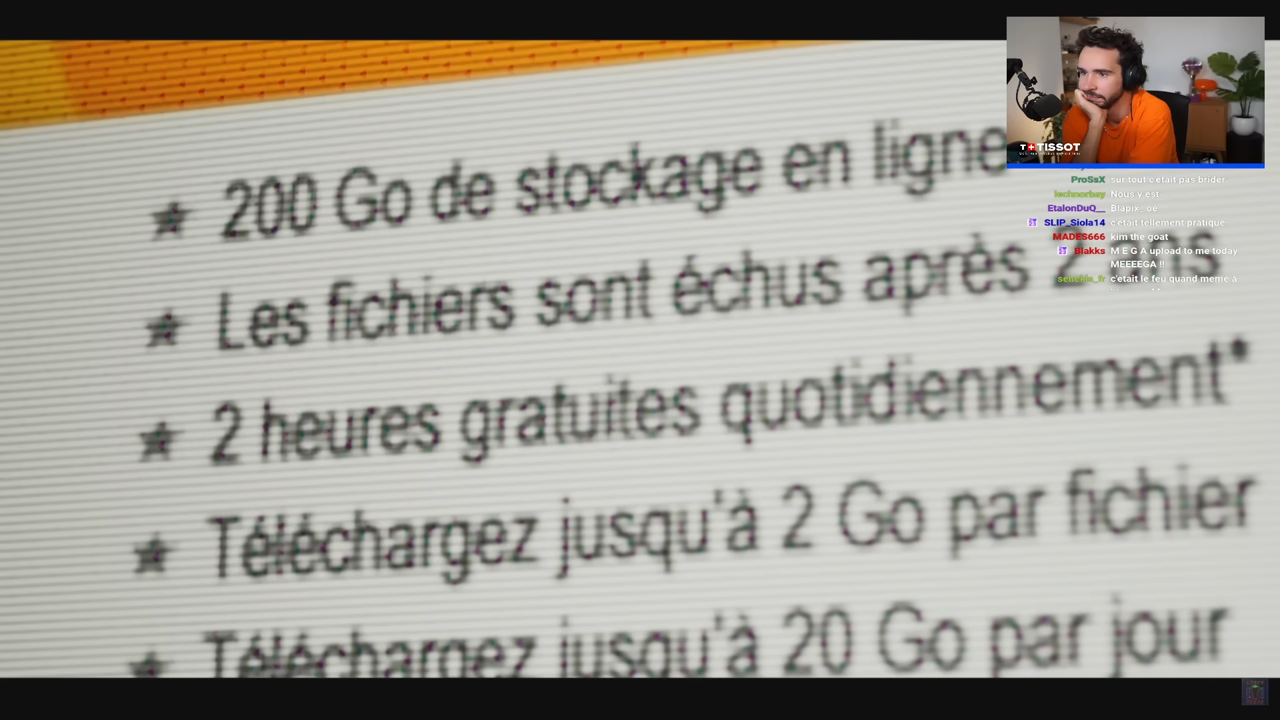 200 Go de stockage en ligne
Les fichiers sont échus après
2 heures gratuites quotidiennement*
Téléchargez jusqu'à 2 Go par fichier
Téléchargez jusqu'à 20 Go par jour
T+TISSOT
ProSsX sur tout c'était pas brider
Nous y est
EtalonDuQ__ Blapix_ oe
SLIP_Siola14 c'était tellement pratique
MADES666 kim the goat
Blakks M E G A upload to me today
MEEEEGA !!
c'était le feu quand meme à